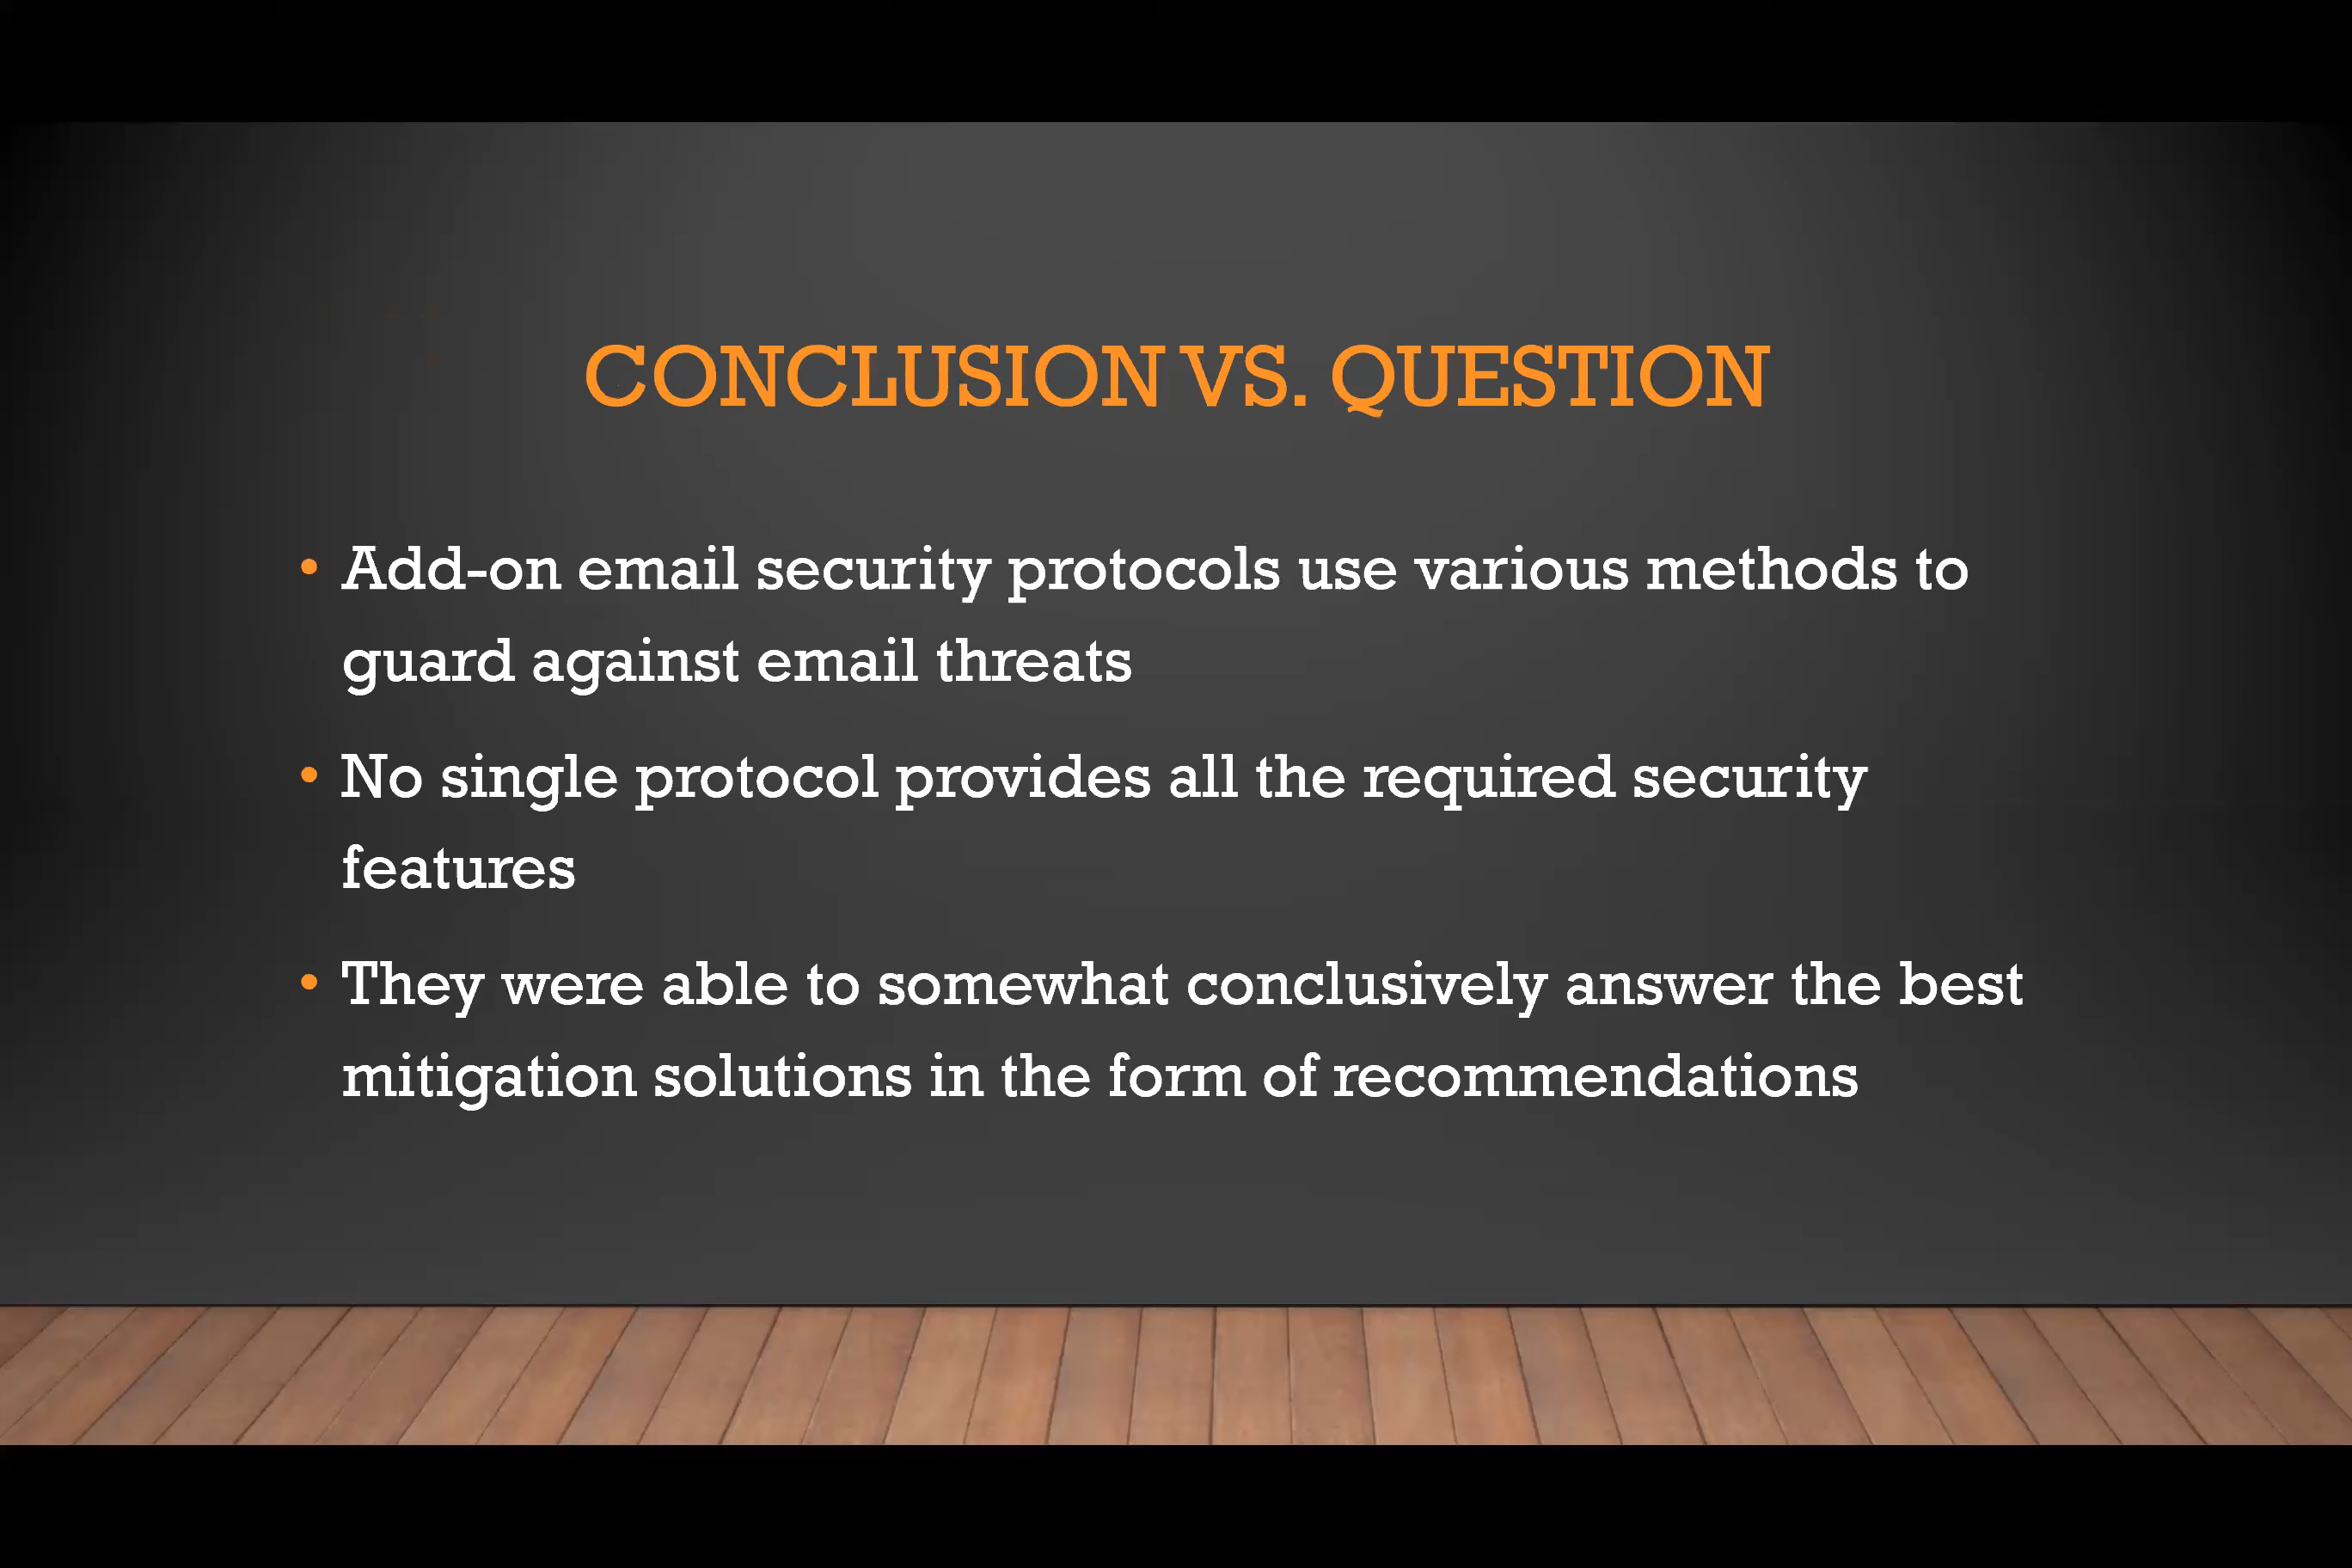 CONCLUSION VS. QUESTION
• Add-on email security protocols use various methods to
guard against email threats
• No single protocol provides all the required security
features
• They were able to somewhat conclusively answer the best
mitigation solutions in the form of recommendations